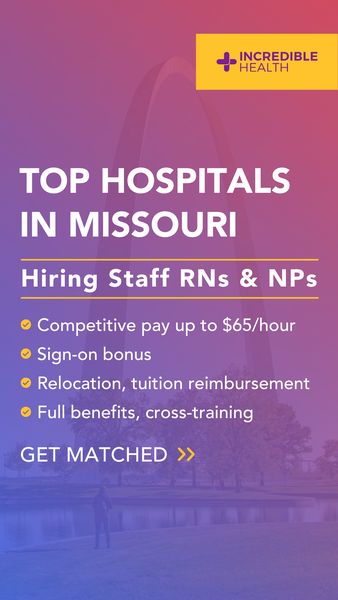 INCREDIBLE
HEALTH
TOP HOSPITALS
IN MISSOURI
Hiring Staff RNs & NPs
Competitive pay up to $65/hour
Sign-on bonus
Relocation, tuition reimbursement
Full benefits, cross-training
GET MATCHED >>